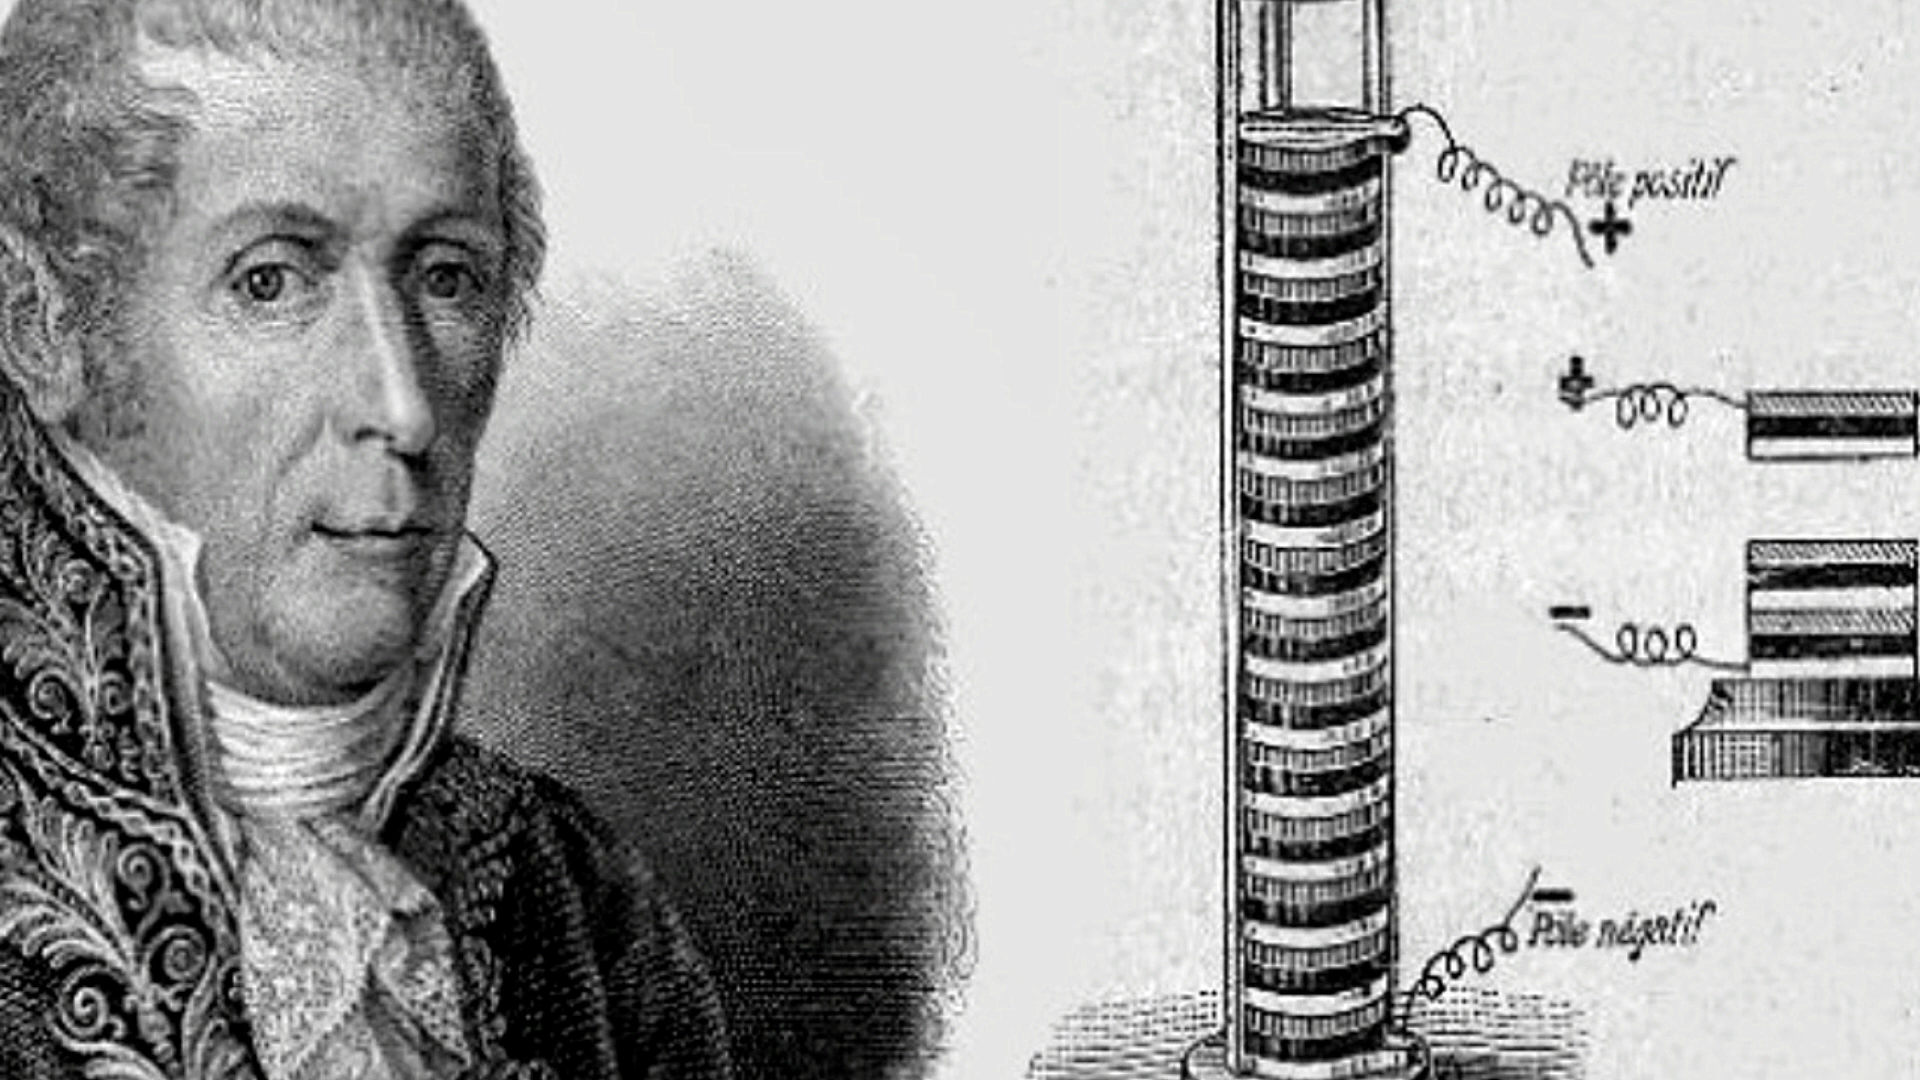 Pôle positif
+
+
-
-
Pôle négatif